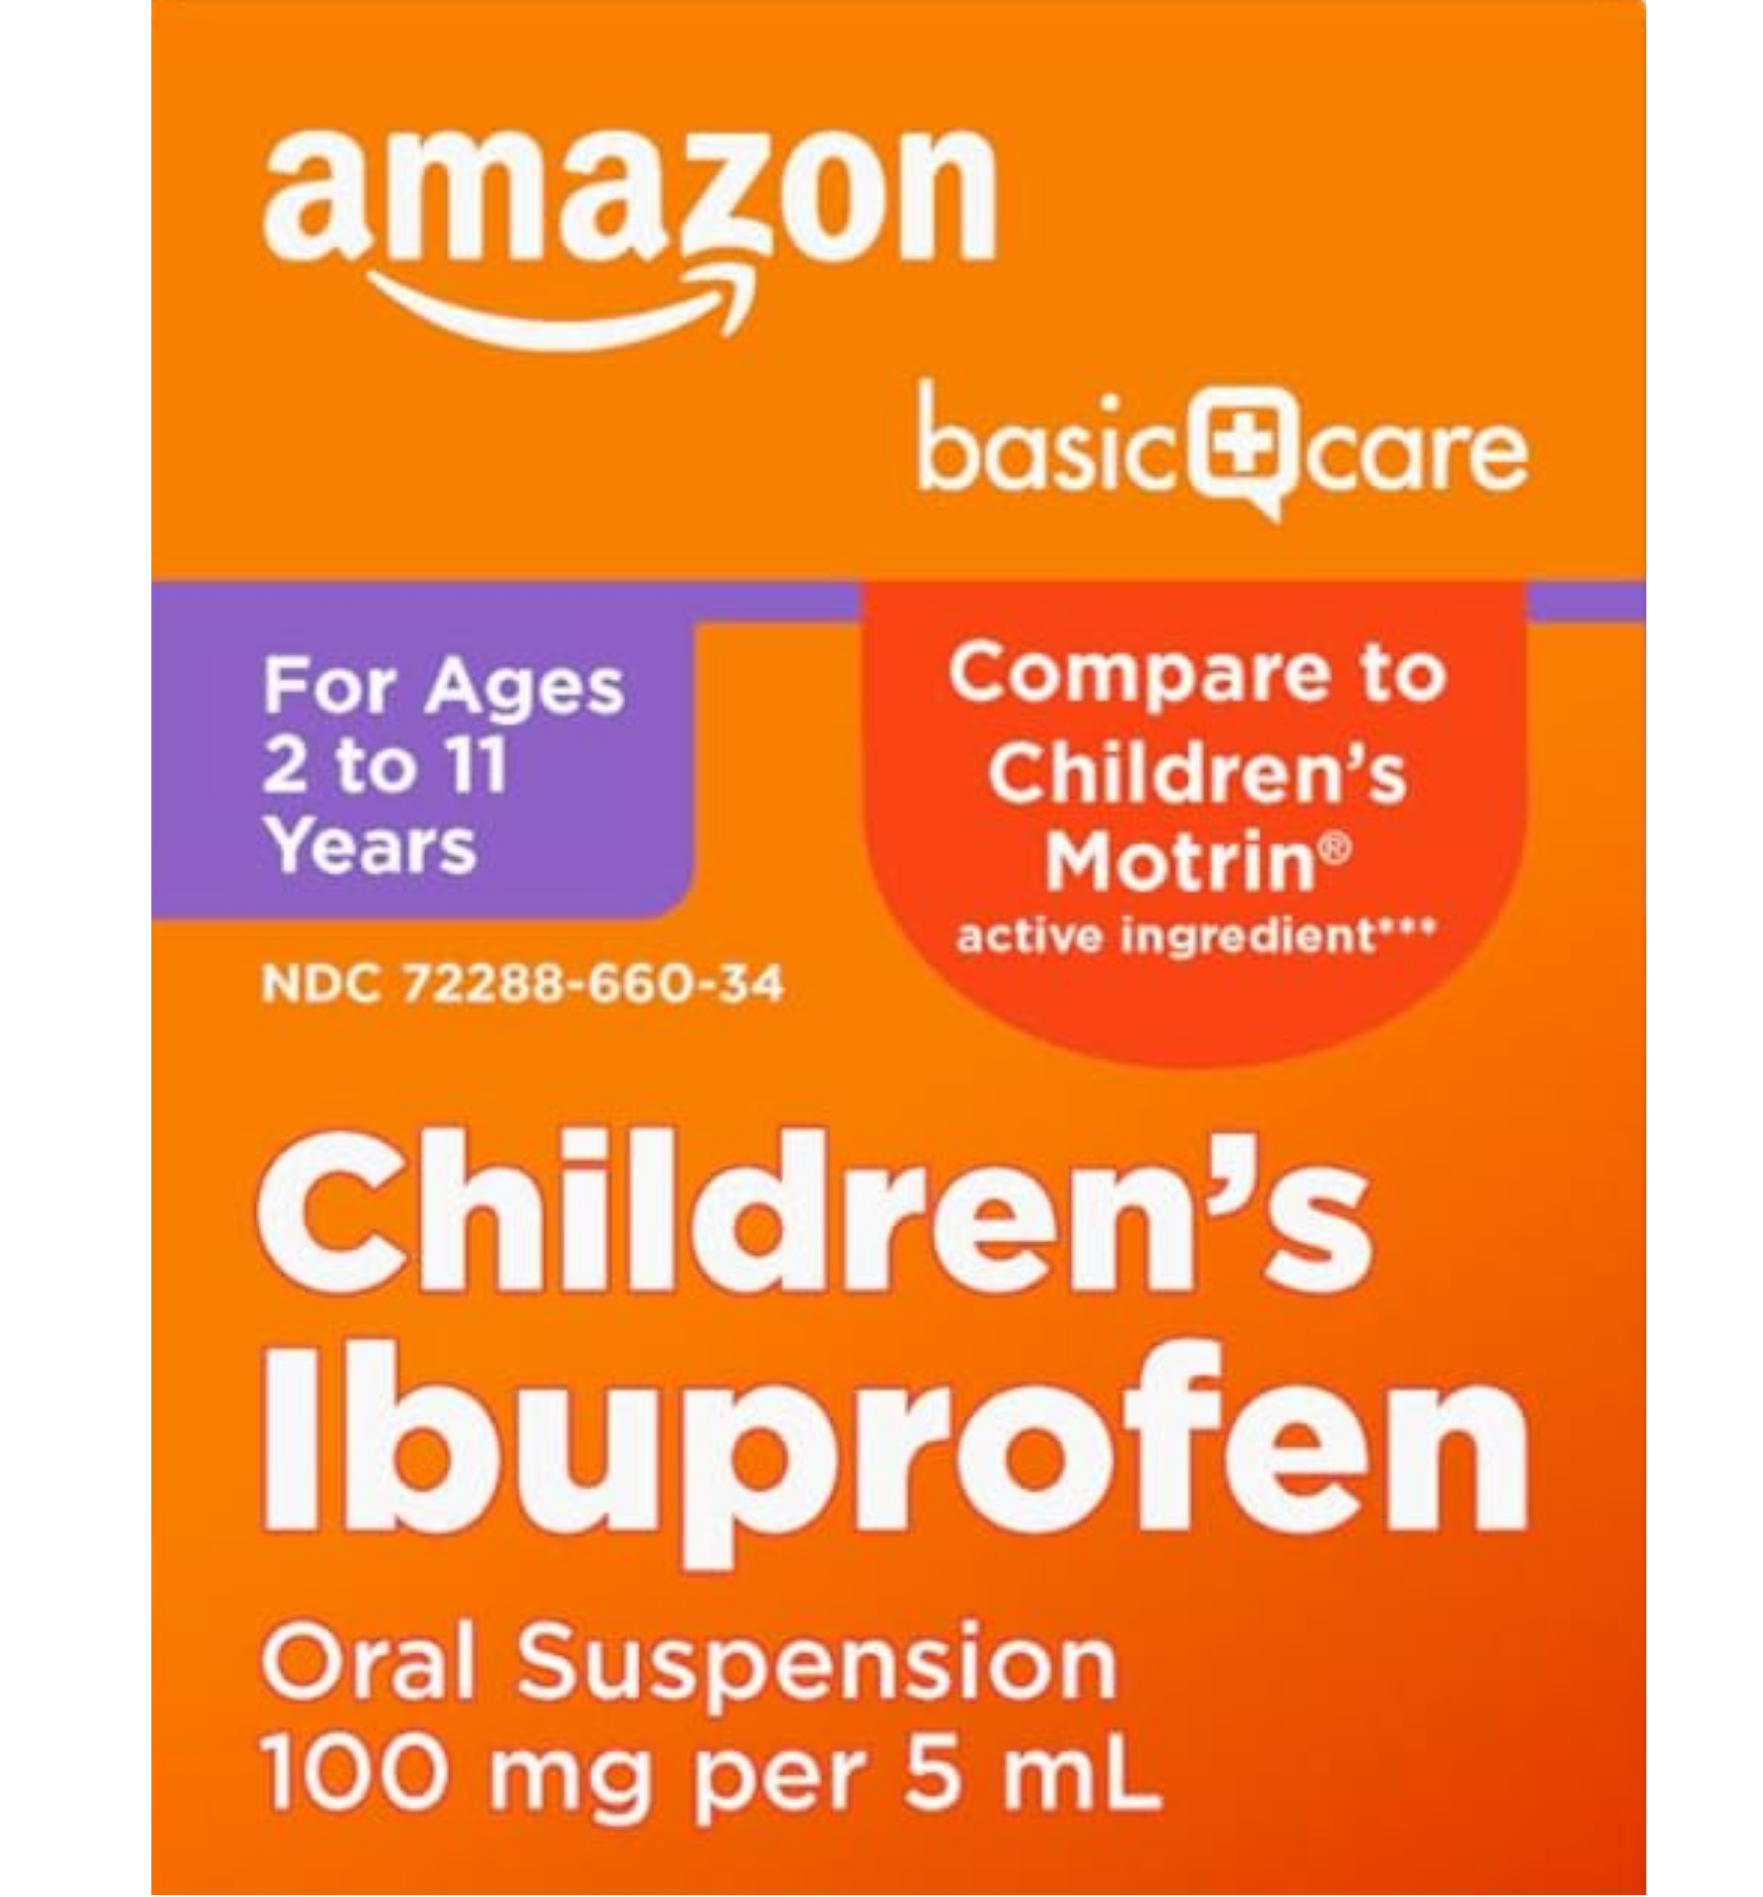 amazon
basic care
For Ages
2 to 11
Years
Compare to
Children's
Motrin®
active ingredient***
NDC 72288-660-34
Children's
Ibuprofen
Oral Suspension
100 mg per 5 mL